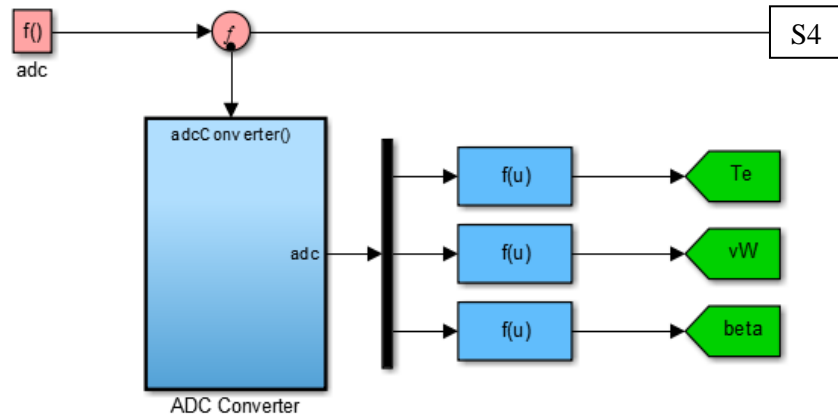 f()
f
S4
adc
adcConverter()
f(u)
Te
adc
f(u)
vW
f(u)
beta
ADC Converter